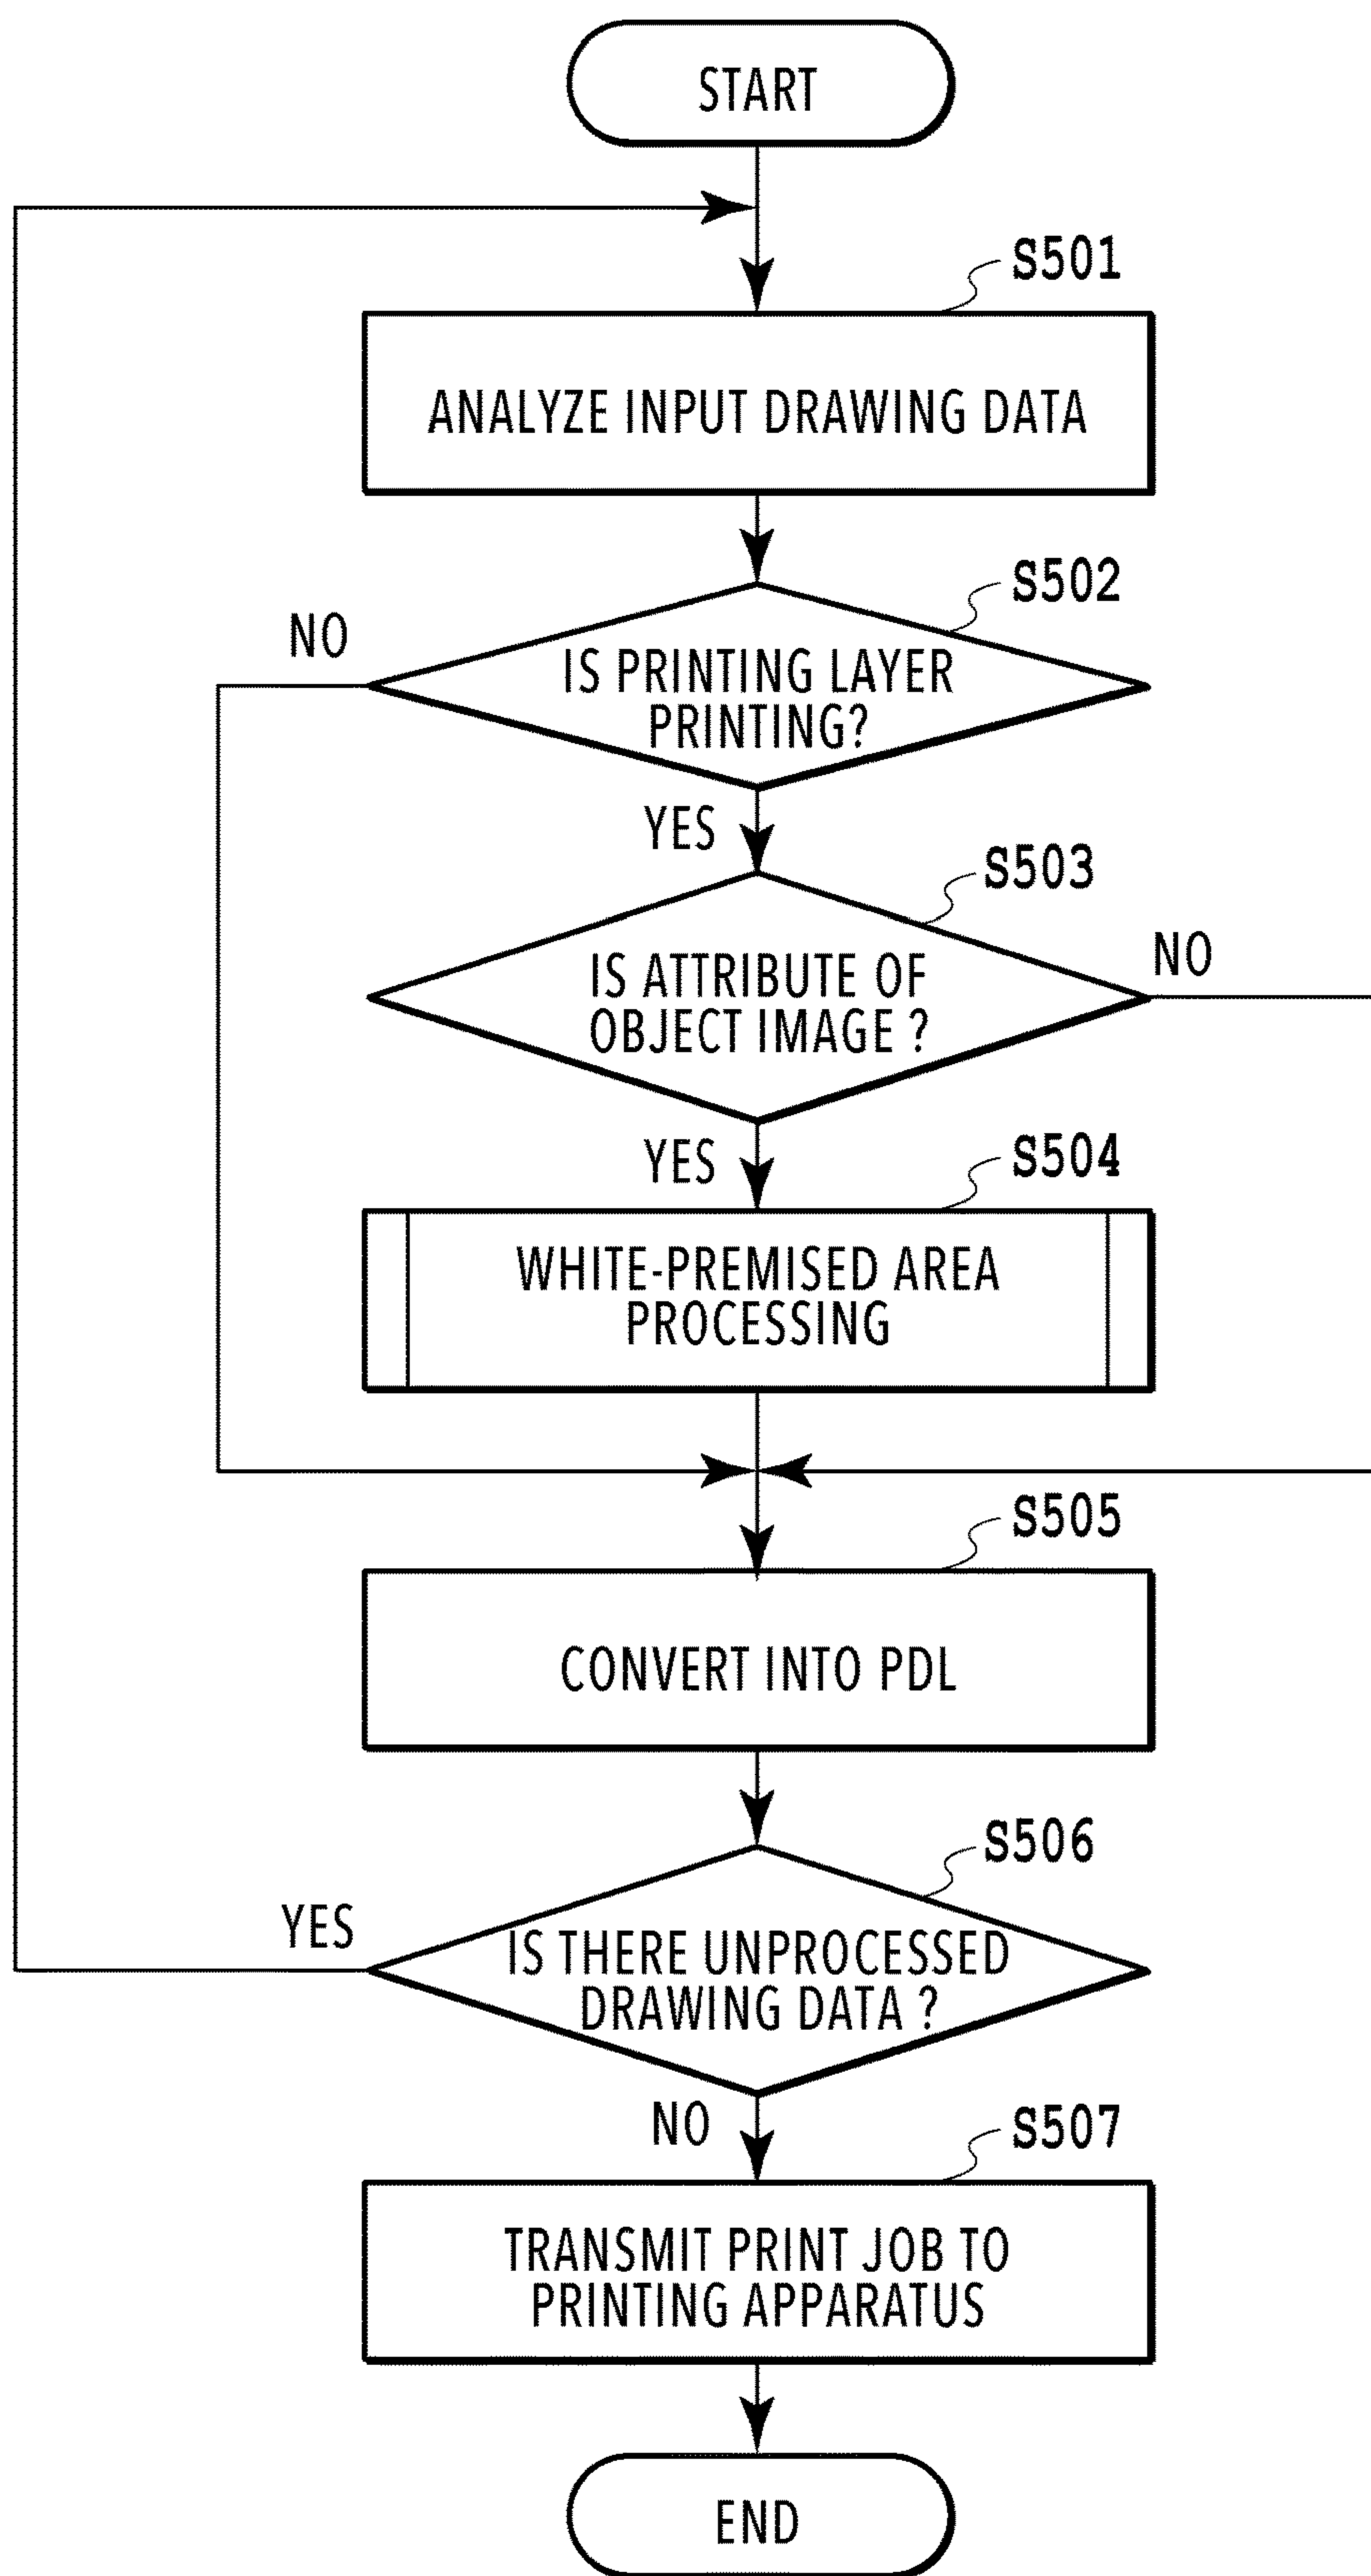 START
S501
ANALYZE INPUT DRAWING DATA
S502
NO
IS PRINTING LAYER
PRINTING?
YES
S503
NO
IS ATTRIBUTE OF
OBJECT IMAGE ?
YES
S504
WHITE-PREMISED AREA
PROCESSING
S505
CONVERT INTO PDL
S506
YES
IS THERE UNPROCESSED
DRAWING DATA ?
NO
S507
TRANSMIT PRINT JOB TO
PRINTING APPARATUS
END